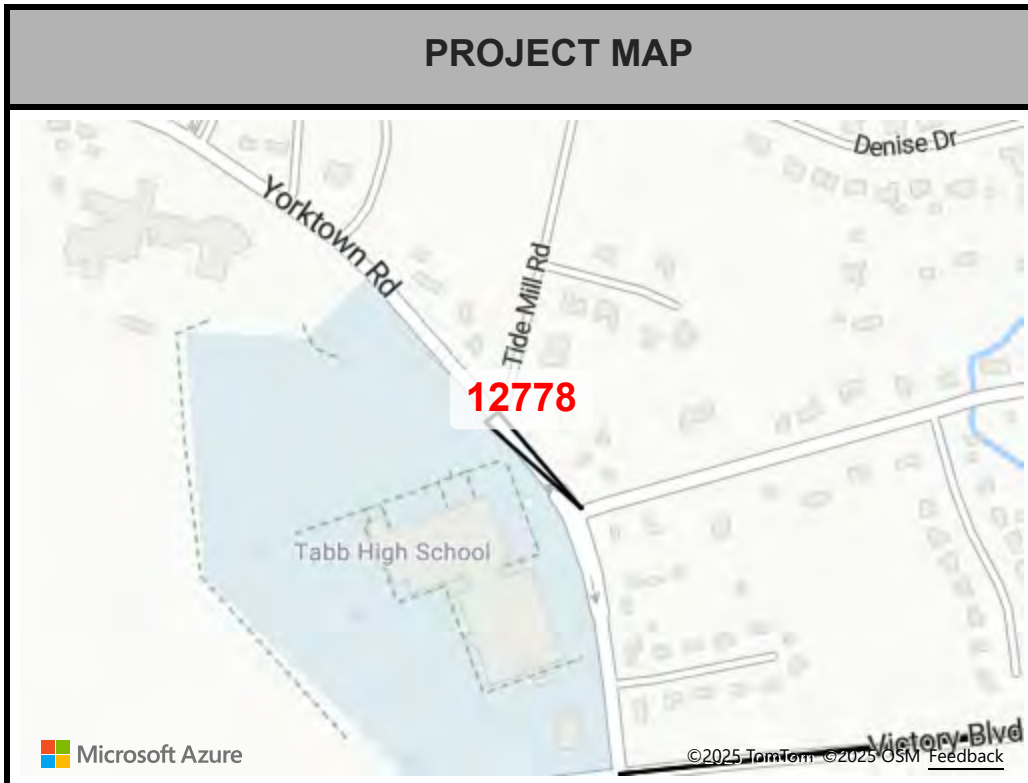 PROJECT MAP
Denise Dr
Yorktown Rd
Tide Mill Rd
12778
Tabb High School
Victory Blvd
Microsoft Azure
©2025 TomTom ©2025 OSM Feedback